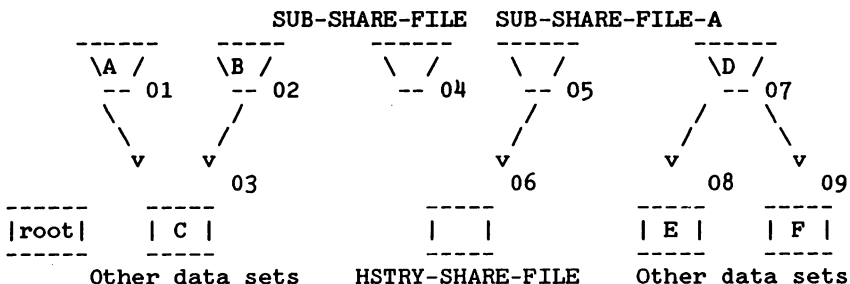 SUB-SHARE-FILE SUB-SHARE-FILE-A
------ ------ ------ ------ ------
\A / \B / \ / \ / \D /
-- 01 -- 02 -- 04 -- 05 -- 07
\ / / / \
\ / / / \
v v v v v
03 06 08 09
------ ----- ----- ----- -----
|root| | C | | | | E | | F |
------ ----- ----- ----- -----
Other data sets HSTRY-SHARE-FILE Other data sets